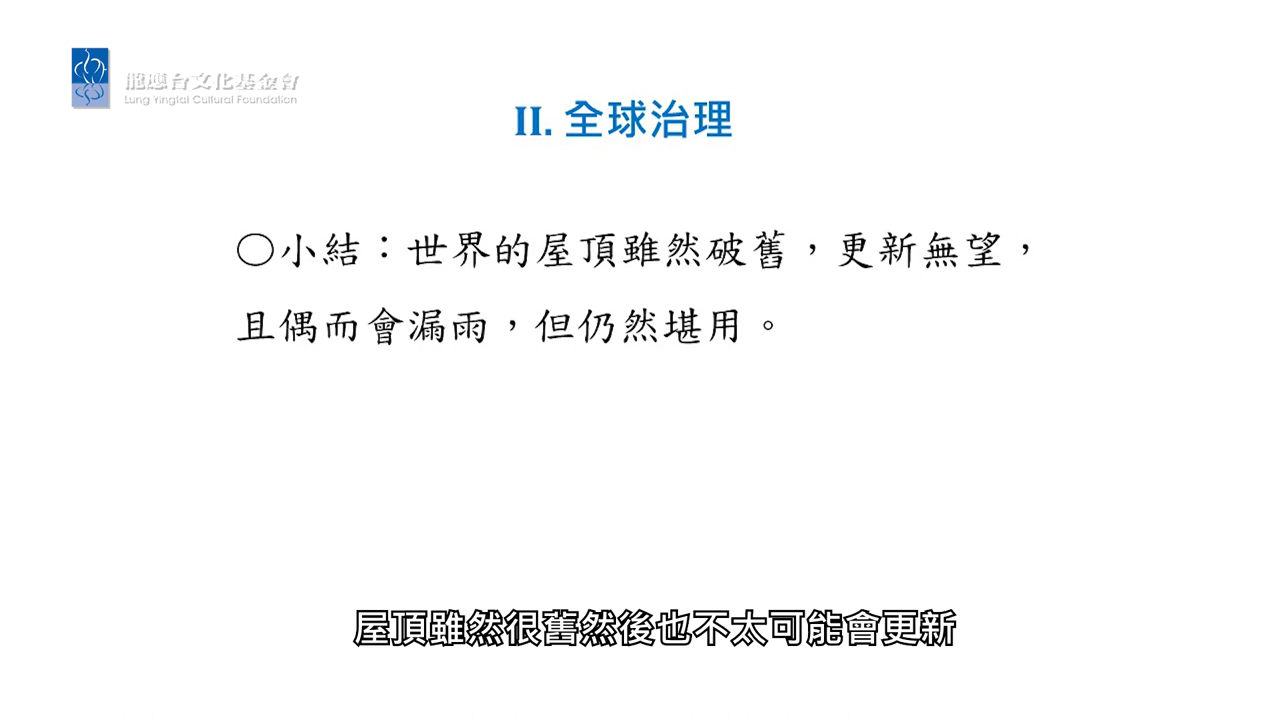 龍應台文化基金會
Lung Yingtai Cultural Foundation
II. 全球治理
○小結：世界的屋頂雖然破舊，更新無望，
且偶而會漏雨，但仍然堪用。
屋頂雖然很舊然後也不太可能會更新